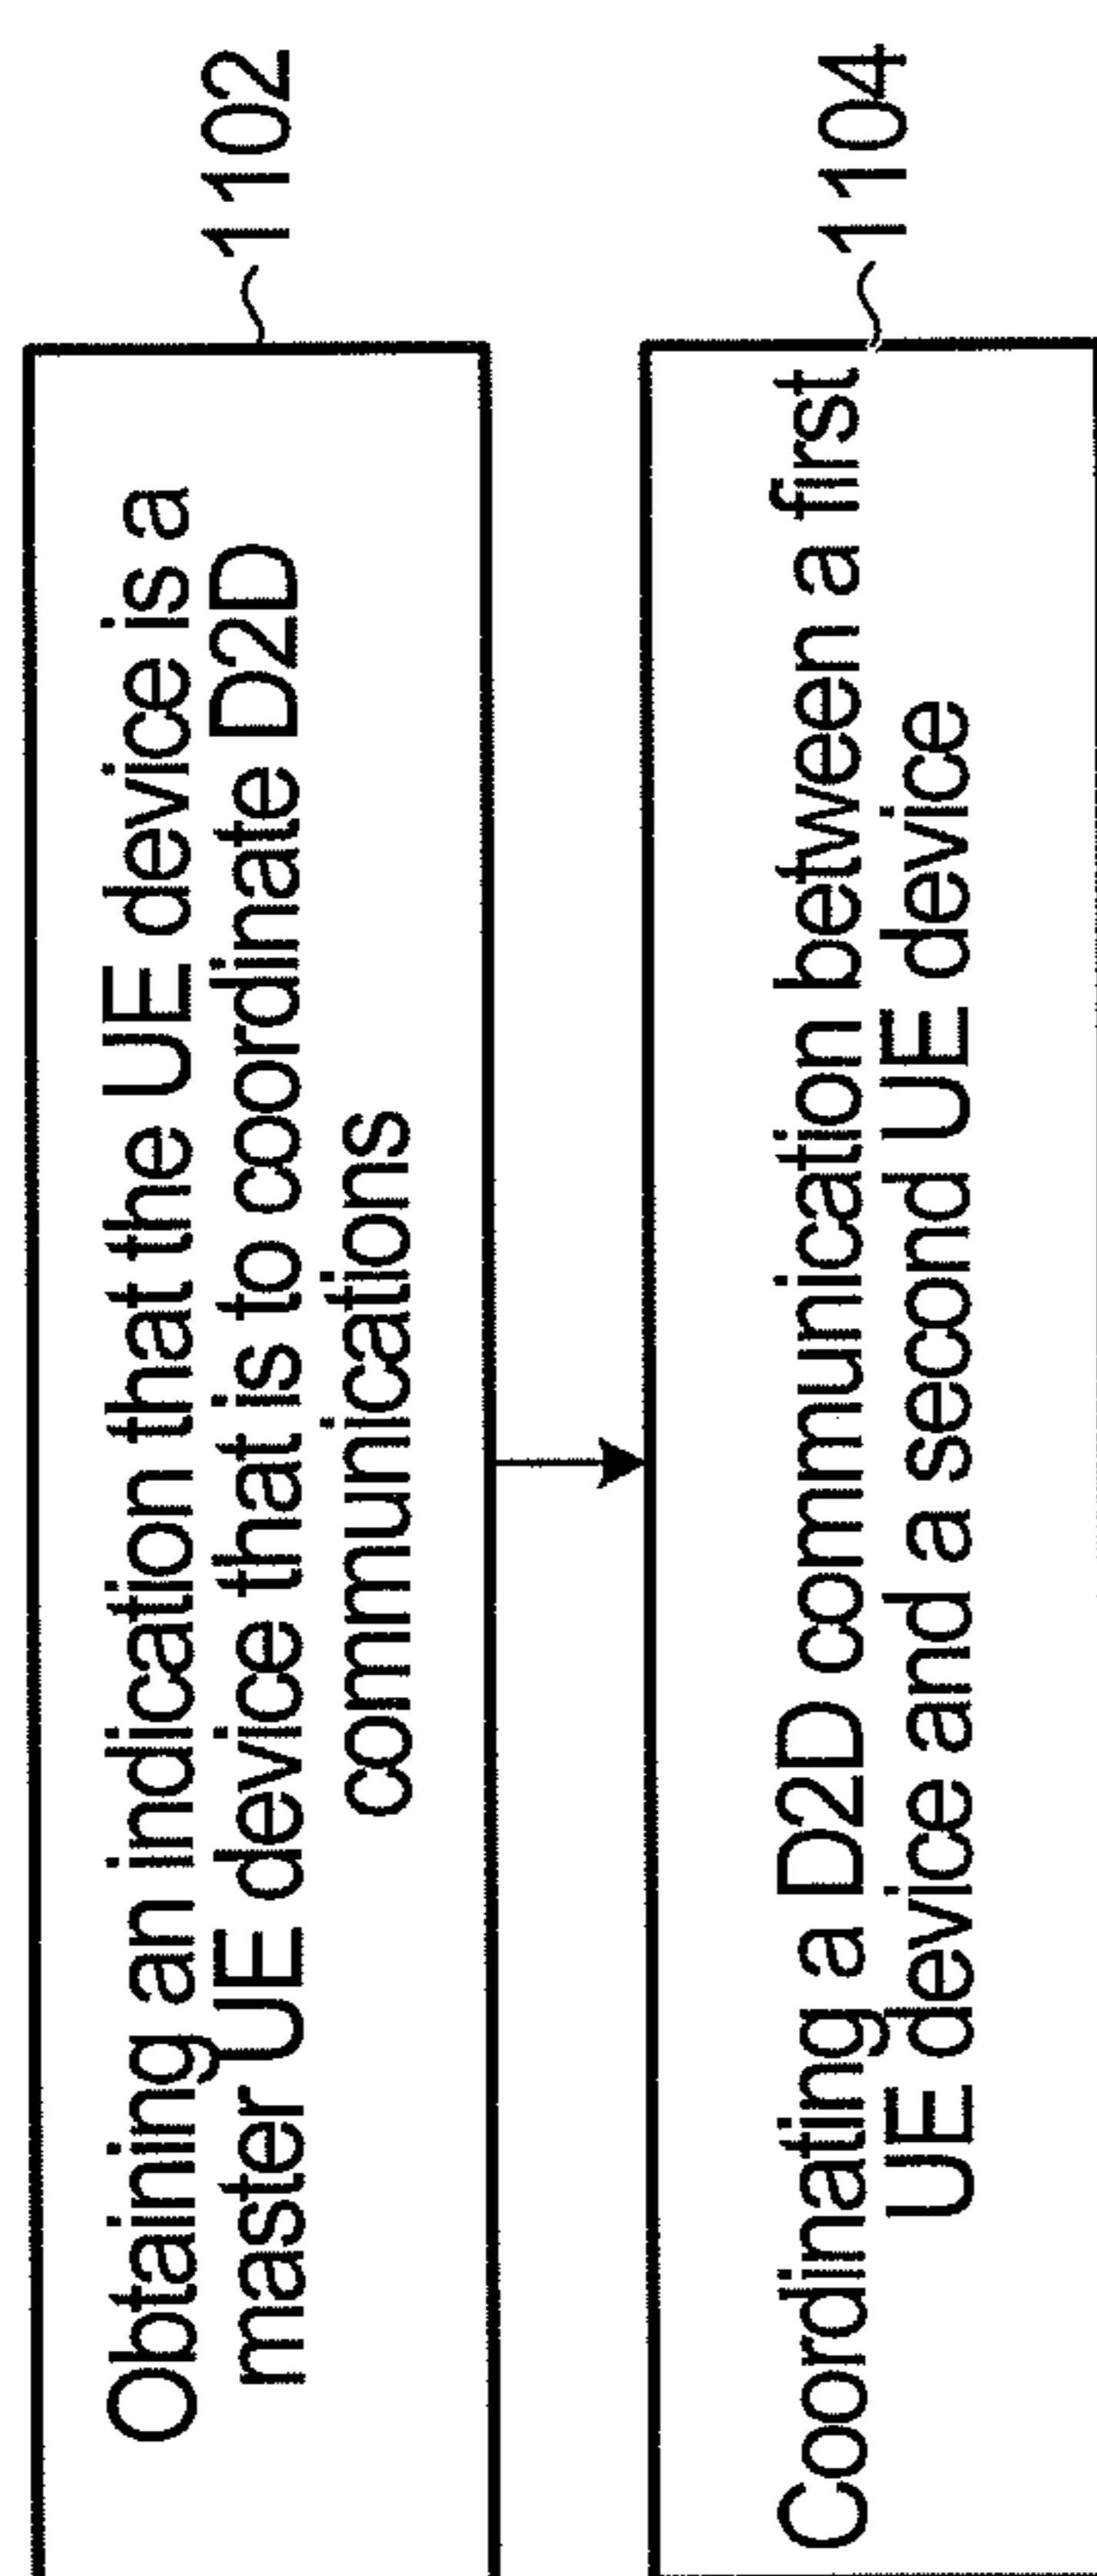 Obtaining an indication that the UE device is a
master UE device that is to coordinate D2D
communications
1102
Coordinating a D2D communication between a first
UE device and a second UE device
1104